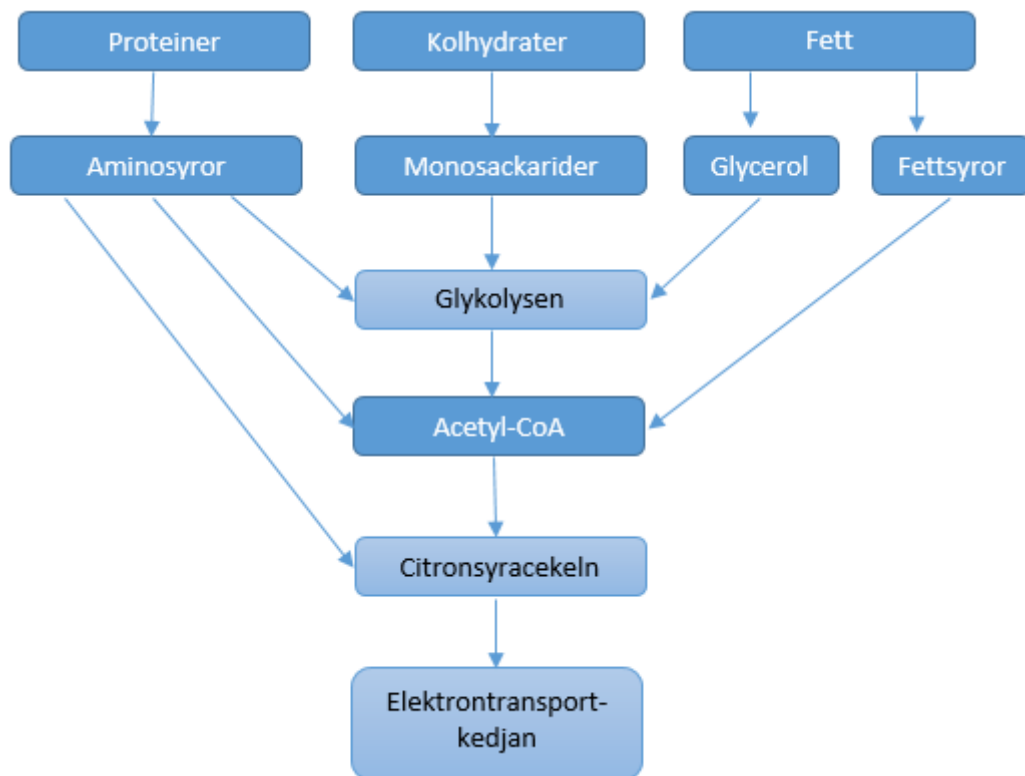 Proteiner
Kolhydrater
Fett
Aminosyror
Monosackarider
Glycerol
Fettsyror
Glykolysen
Acetyl-CoA
Citronsyracekeln
Elektrontransport-
kedjan